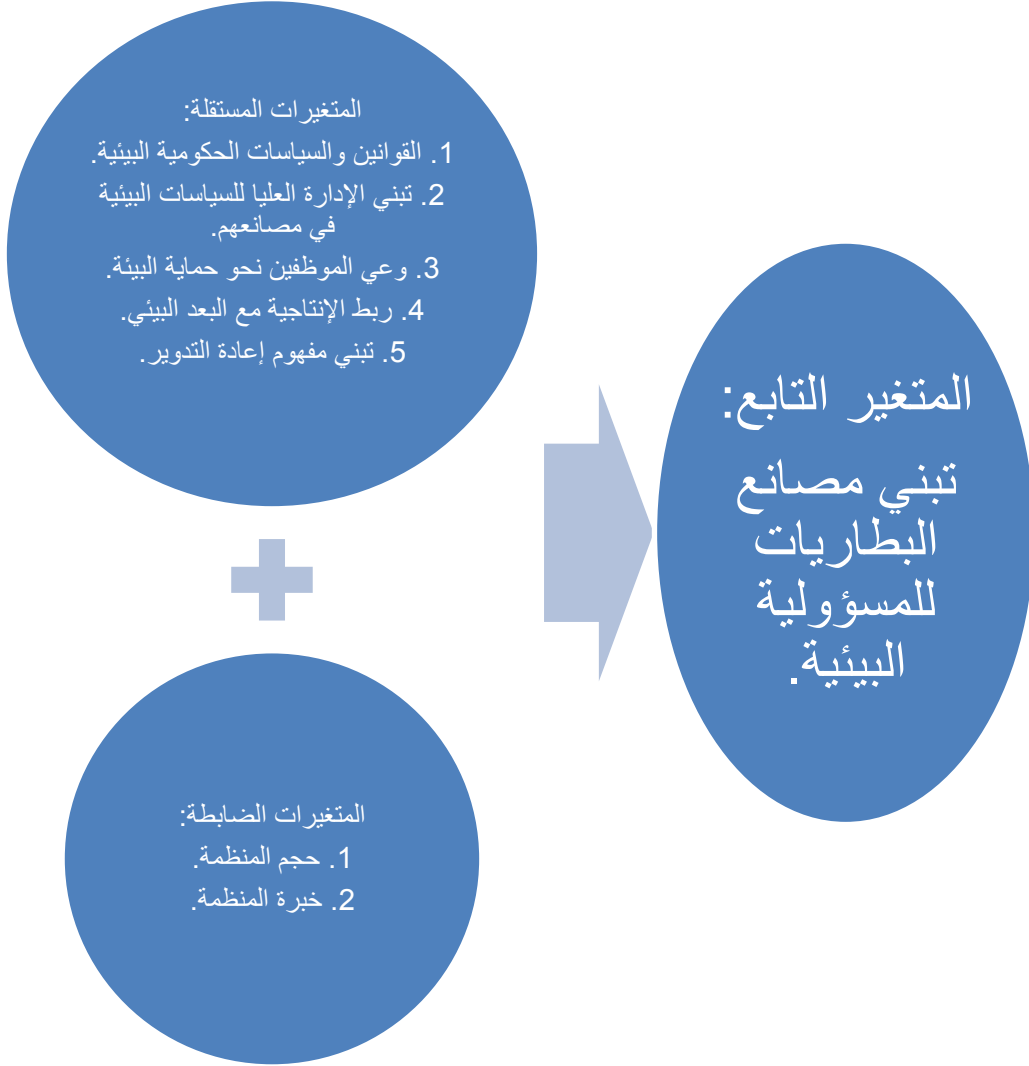 المتغيرات المستقلة:
1. القوانين والسياسات الحكومية البيئية.
2. تبني الإدارة العليا للسياسات البيئية
في مصانعهم.
3. وعي الموظفين نحو حماية البيئة.
4. ربط الإنتاجية مع البعد البيئي.
5. تبني مفهوم إعادة التدوير.
المتغيرات الضابطة:
1. حجم المنظمة.
2. خبرة المنظمة.
المتغير التابع:
تبني مصانع
البطاريات
للمسؤولية
البيئية.